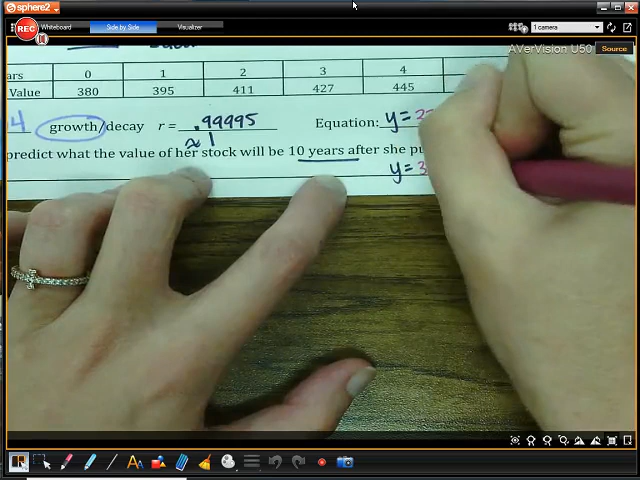 sphere2
REC
Whiteboard
Side by Side
Visualizer
1 camera
AVerVision U50
Source
ars 0 1 2 3 4
Value 380 395 411 427 445
4 growth/decay r = .99995 Equation: y=
≈ 1
predict what the value of her stock will be 10 years after she pu
y= 3